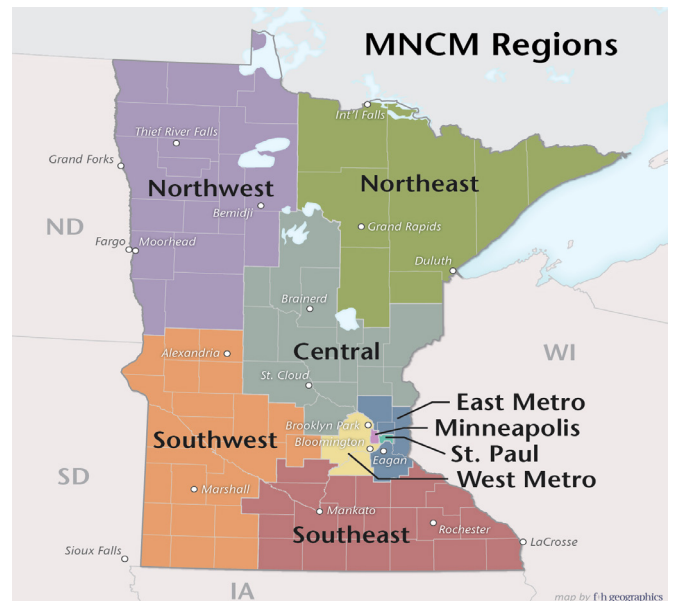 MNCM Regions
Int'l Falls
Thief River Falls
Grand Forks
Northwest
Northeast
Bemidji
ND
Grand Rapids
Fargo
Moorhead
Duluth
Brainerd
Central
WI
Alexandria
St. Cloud
East Metro
Brooklyn Park
Minneapolis
Southwest
Bloomington
St. Paul
Eagan
West Metro
SD
Marshall
Mankato
Rochester
Southeast
LaCrosse
Sioux Falls
IA
map by f+h geographics